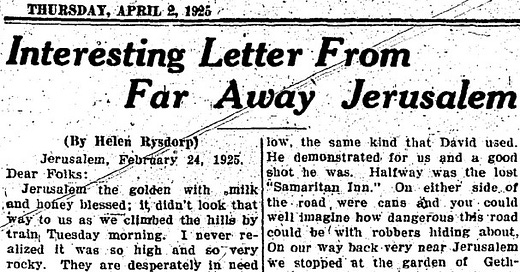 THURSDAY, APRIL 2, 1925
Interesting Letter From
Far Away Jerusalem
(By Helen Rysdorp)
Jerusalem, February 24, 1925.
Dear Folks:
Jerusalem the golden with milk
and honey blessed; it didn't look that
way to us as we climbed the hills by
train Tuesday morning. I never re-
alized it was so high and so very
rocky. They are desperately in need
low, the same kind that David used.
He demonstrated for us and a good
shot he was. Halfway was the lost
"Samaritan Inn." On either side of
the road were cans and you could
well imagine how dangerous this road
could be with robbers hiding about,
On our way back very near Jerusalem
we stopped at the garden of Geth-